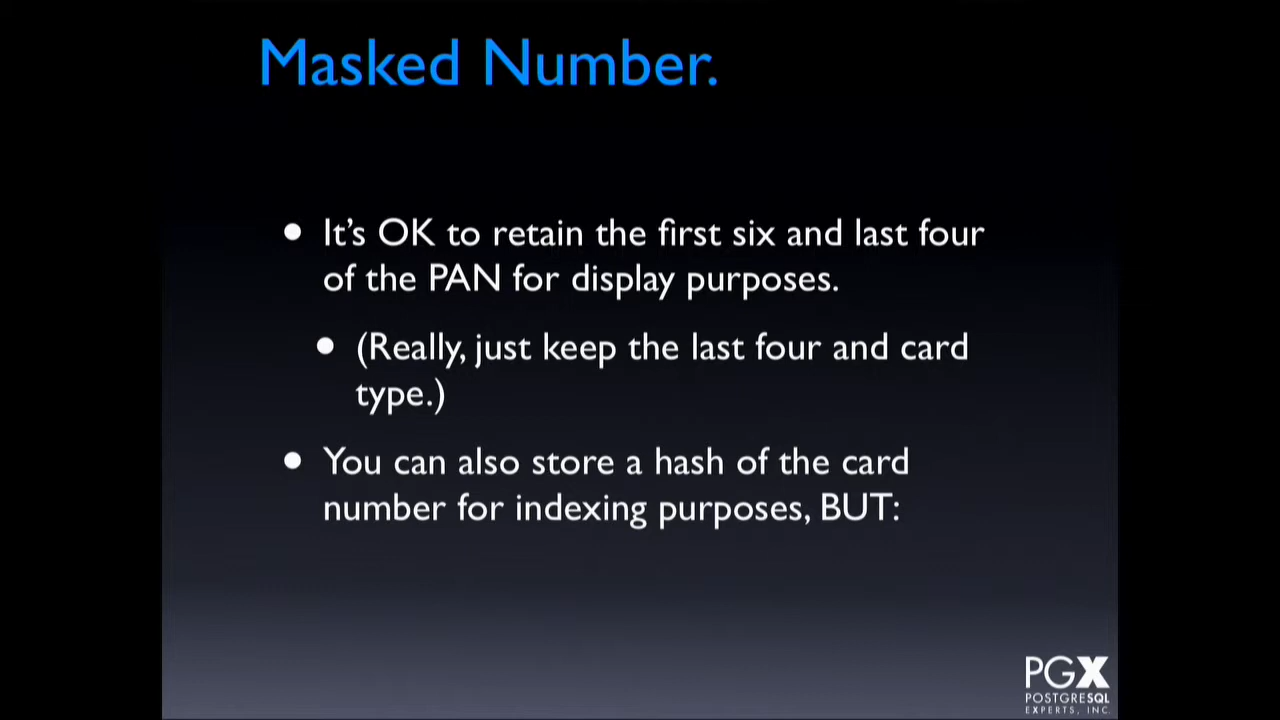 Masked Number.
• It's OK to retain the first six and last four
of the PAN for display purposes.
• (Really, just keep the last four and card
type.)
• You can also store a hash of the card
number for indexing purposes, BUT:
PGX
POSTGRESQL
EXPERTS, INC.